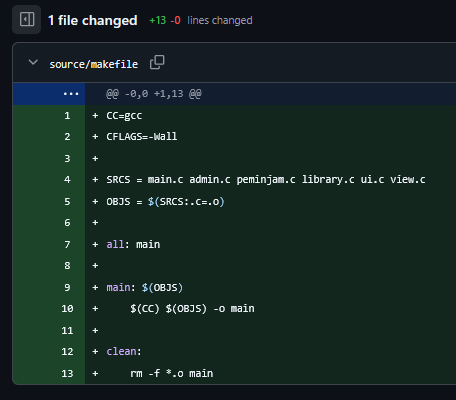 1 file changed +13 -0 lines changed
source/makefile
... @@ -0,0 +1,13 @@
1 + CC=gcc
2 + CFLAGS=-Wall
3 +
4 + SRCS = main.c admin.c peminjam.c library.c ui.c view.c
5 + OBJS = $(SRCS:.c=.o)
6 +
7 + all: main
8 +
9 + main: $(OBJS)
10 +     $(CC) $(OBJS) -o main
11 +
12 + clean:
13 +     rm -f *.o main